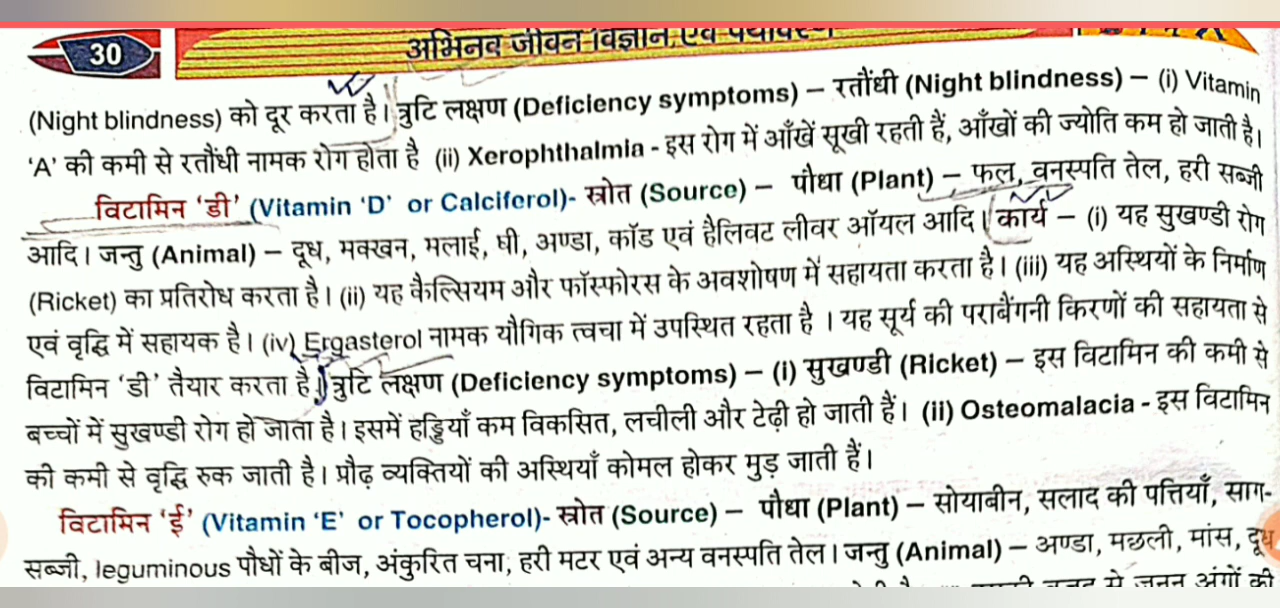 30
अभिनव जीवन विज्ञान एवं पर्यावरण
(Night blindness) को दूर करता है। त्रुटि लक्षण (Deficiency symptoms) – रतौंधी (Night blindness) – (i) Vitamin
'A' की कमी से रतौंधी नामक रोग होता है (ii) Xerophthalmia - इस रोग में आँखें सूखी रहती हैं, आँखों की ज्योति कम हो जाती है।
विटामिन 'डी' (Vitamin 'D' or Calciferol)- स्रोत (Source) – पौधा (Plant) – फल, वनस्पति तेल, हरी सब्जी
आदि। जन्तु (Animal) – दूध, मक्खन, मलाई, घी, अण्डा, कॉड एवं हैलिवट लीवर ऑयल आदि। कार्य – (i) यह सुखण्डी रोग
(Ricket) का प्रतिरोध करता है। (ii) यह कैल्सियम और फॉस्फोरस के अवशोषण में सहायता करता है। (iii) यह अस्थियों के निर्माण
एवं वृद्धि में सहायक है। (iv) Ergasterol नामक यौगिक त्वचा में उपस्थित रहता है । यह सूर्य की पराबैंगनी किरणों की सहायता से
विटामिन 'डी' तैयार करता है। त्रुटि लक्षण (Deficiency symptoms) – (i) सुखण्डी (Ricket) – इस विटामिन की कमी से
बच्चों में सुखण्डी रोग हो जाता है। इसमें हड्डियाँ कम विकसित, लचीली और टेढ़ी हो जाती हैं। (ii) Osteomalacia - इस विटामिन
की कमी से वृद्धि रुक जाती है। प्रौढ़ व्यक्तियों की अस्थियाँ कोमल होकर मुड़ जाती हैं।
विटामिन 'ई' (Vitamin 'E' or Tocopherol)- स्रोत (Source) – पौधा (Plant) – सोयाबीन, सलाद की पत्तियाँ, साग-
सब्जी, leguminous पौधों के बीज, अंकुरित चना, हरी मटर एवं अन्य वनस्पति तेल। जन्तु (Animal) – अण्डा, मछली, मांस, दूध
से जनन अंगों की